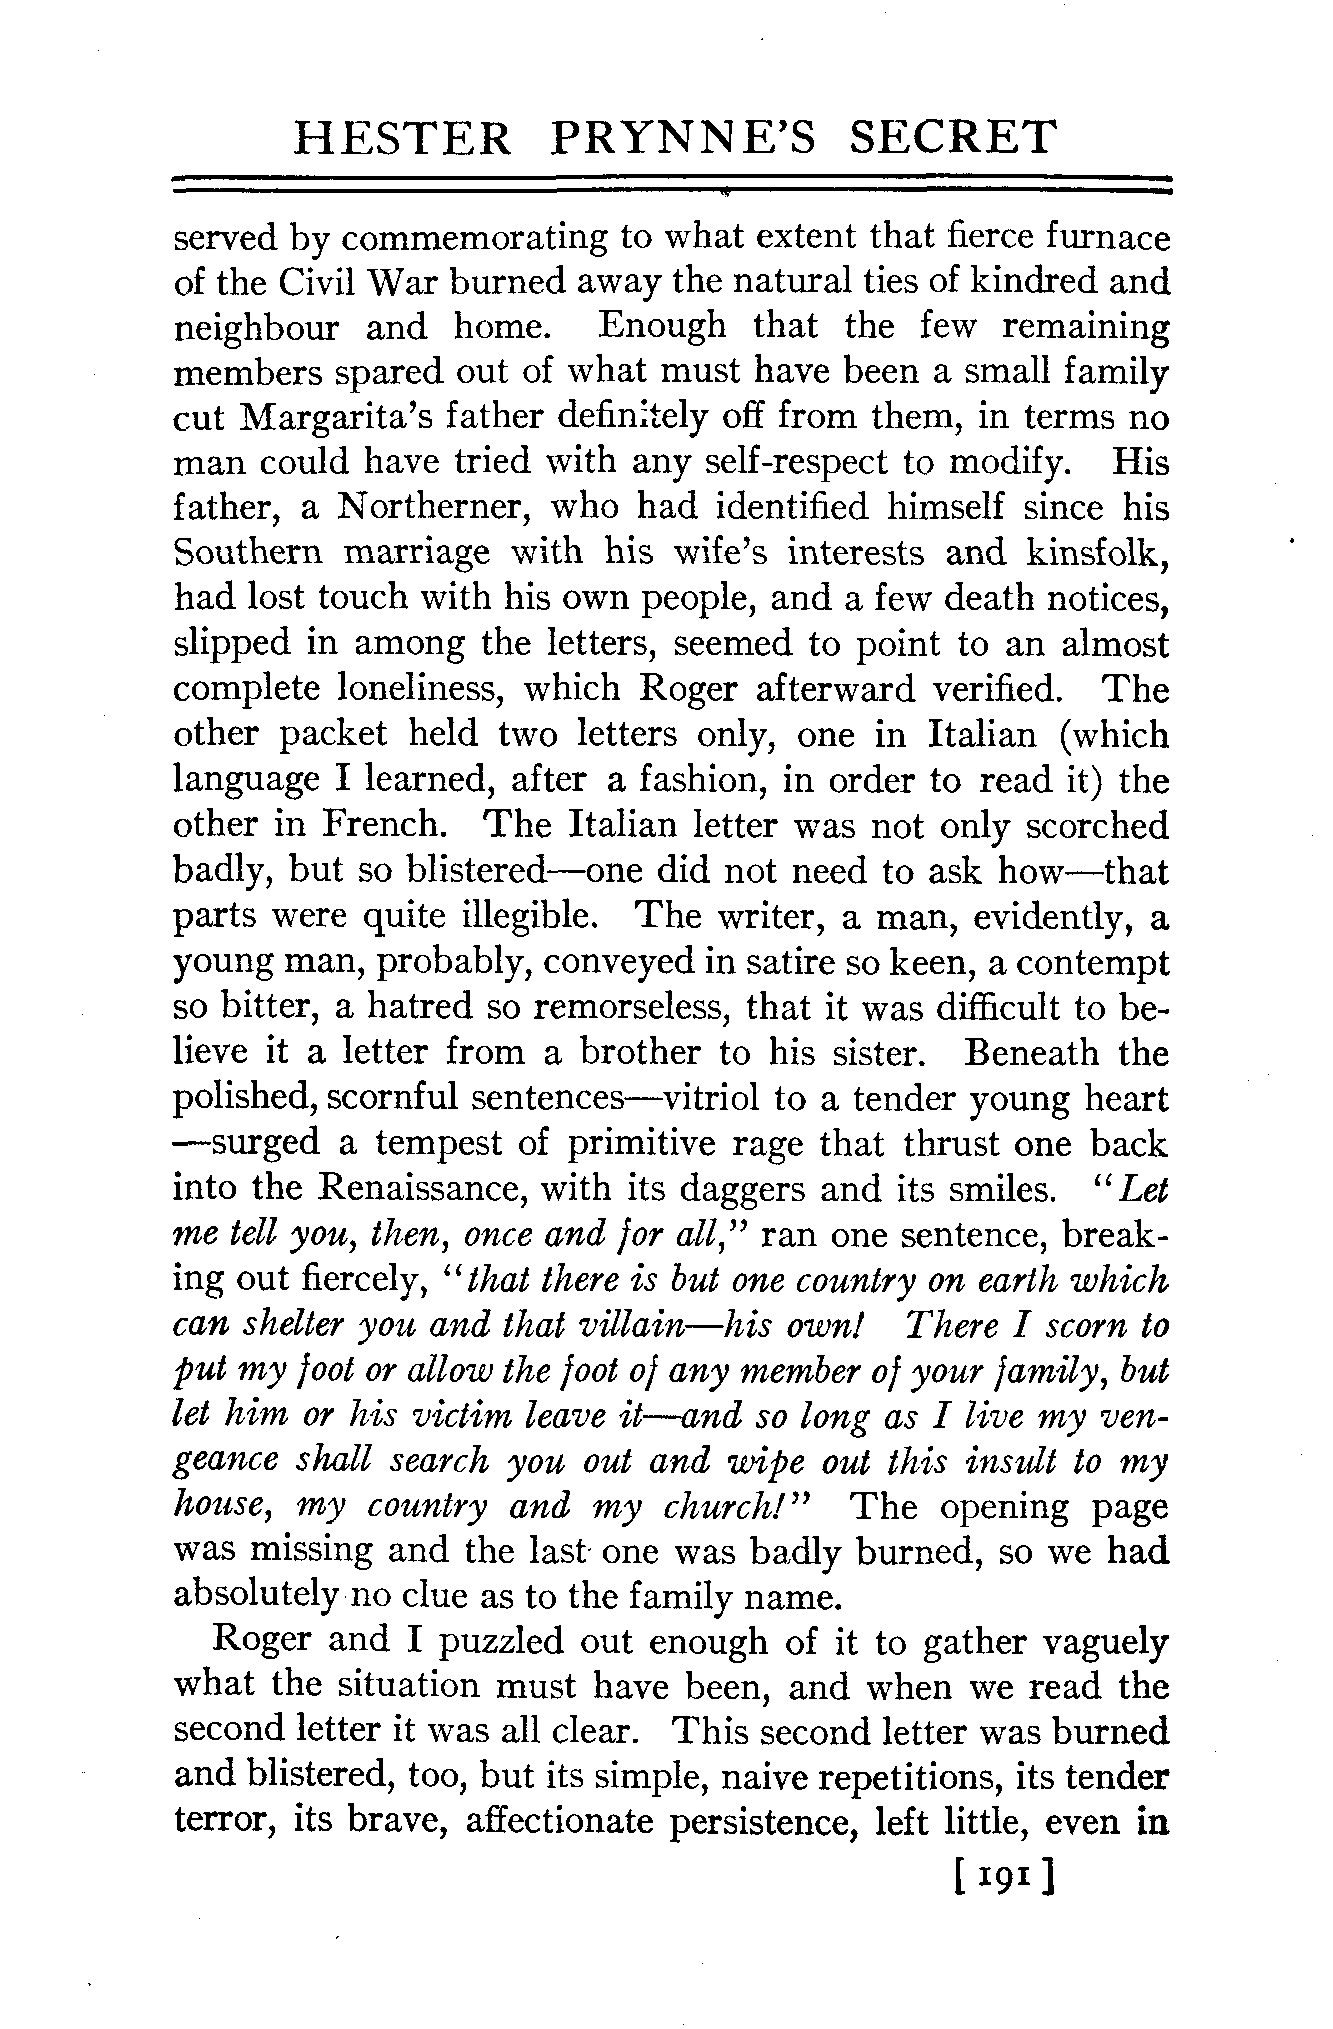 HESTER PRYNNE'S SECRET
served by commemorating to what extent that fierce furnace
of the Civil War burned away the natural ties of kindred and
neighbour and home. Enough that the few remaining
members spared out of what must have been a small family
cut Margarita's father definitely off from them, in terms no
man could have tried with any self-respect to modify. His
father, a Northerner, who had identified himself since his
Southern marriage with his wife's interests and kinsfolk,
had lost touch with his own people, and a few death notices,
slipped in among the letters, seemed to point to an almost
complete loneliness, which Roger afterward verified. The
other packet held two letters only, one in Italian (which
language I learned, after a fashion, in order to read it) the
other in French. The Italian letter was not only scorched
badly, but so blistered—one did not need to ask how—that
parts were quite illegible. The writer, a man, evidently, a
young man, probably, conveyed in satire so keen, a contempt
so bitter, a hatred so remorseless, that it was difficult to be-
lieve it a letter from a brother to his sister. Beneath the
polished, scornful sentences—vitriol to a tender young heart
—surged a tempest of primitive rage that thrust one back
into the Renaissance, with its daggers and its smiles. "Let
me tell you, then, once and for all," ran one sentence, break-
ing out fiercely, "that there is but one country on earth which
can shelter you and that villain—his own! There I scorn to
put my foot or allow the foot of any member of your family, but
let him or his victim leave it—and so long as I live my ven-
geance shall search you out and wipe out this insult to my
house, my country and my church!" The opening page
was missing and the last one was badly burned, so we had
absolutely no clue as to the family name.
Roger and I puzzled out enough of it to gather vaguely
what the situation must have been, and when we read the
second letter it was all clear. This second letter was burned
and blistered, too, but its simple, naive repetitions, its tender
terror, its brave, affectionate persistence, left little, even in
[ 191 ]